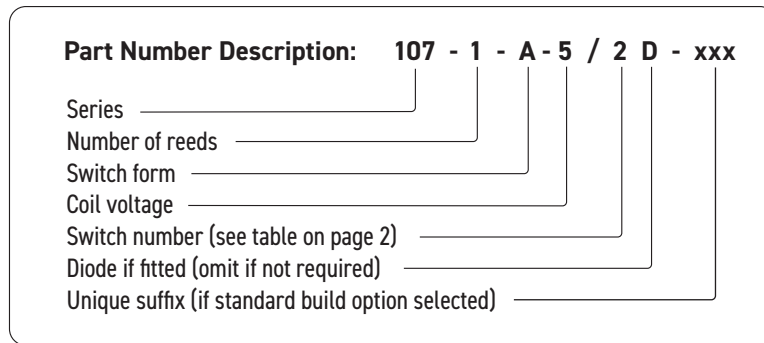 Part Number Description: 107 - 1 - A - 5 / 2 D - xxx
Series
Number of reeds
Switch form
Coil voltage
Switch number (see table on page 2)
Diode if fitted (omit if not required)
Unique suffix (if standard build option selected)